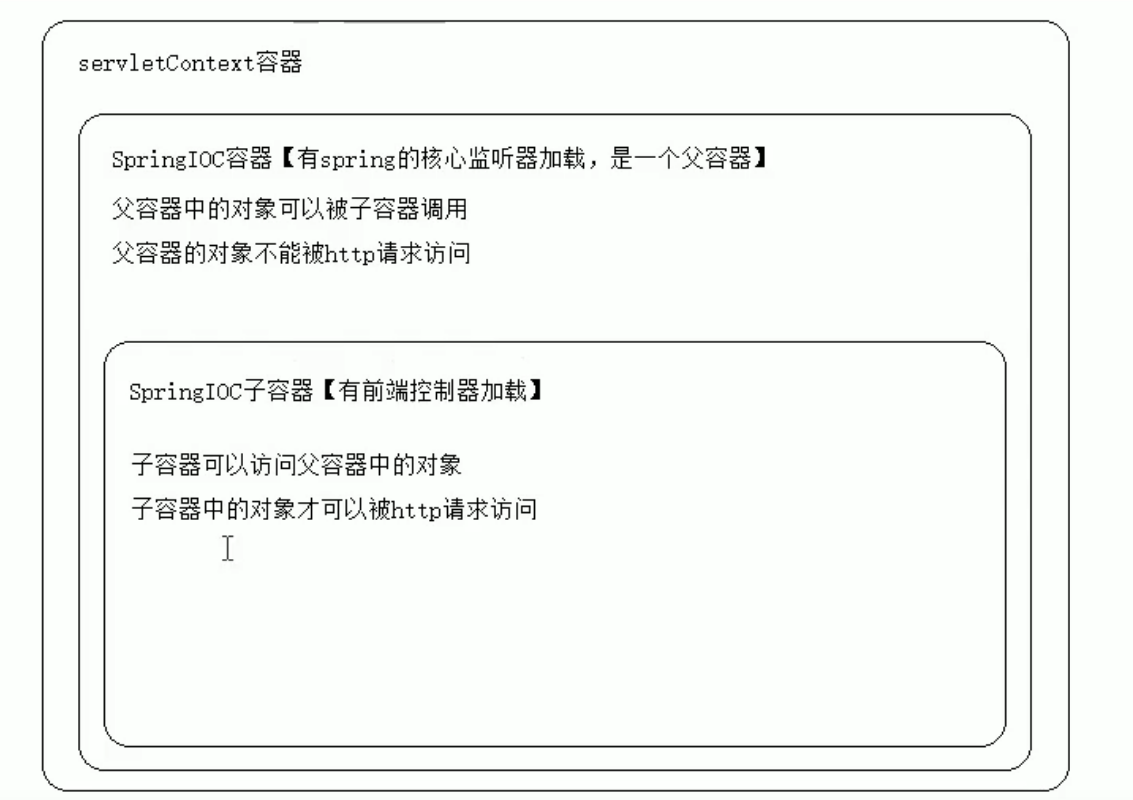 servletContext容器
SpringIOC容器【有spring的核心监听器加载，是一个父容器】
父容器中的对象可以被子容器调用
父容器的对象不能被http请求访问
SpringIOC子容器【有前端控制器加载】
子容器可以访问父容器中的对象
子容器中的对象才可以被http请求访问